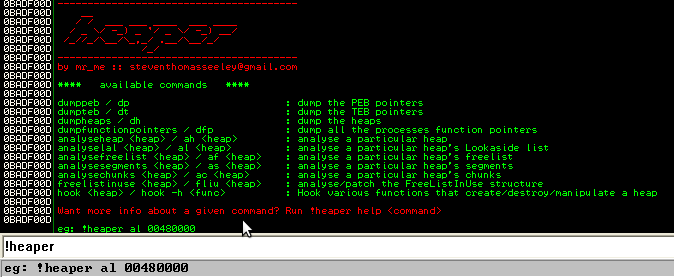 0BADF00D ----------------------------------------
0BADF00D
0BADF00D
0BADF00D heaper
0BADF00D
0BADF00D
0BADF00D ----------------------------------------
0BADF00D by mr_me :: steventhomasseeley@gmail.com
0BADF00D
0BADF00D **** available commands ****
0BADF00D
0BADF00D dumppeb / dp : dump the PEB pointers
0BADF00D dumpteb / dt : dump the TEB pointers
0BADF00D dumpheaps / dh : dump the heaps
0BADF00D dumpfunctionpointers / dfp : dump all the processes function pointers
0BADF00D analyseheap <heap> / ah <heap> : analyse a particular heap
0BADF00D analyselal <heap> / al <heap> : analyse a particular heap's Lookaside list
0BADF00D analysefreelist <heap> / af <heap> : analyse a particular heap's freelist
0BADF00D analysesegments <heap> / as <heap> : analyse a particular heap's segments
0BADF00D analysechunks <heap> / ac <heap> : analyse a particular heap's chunks
0BADF00D freelistinuse <heap> / fliu <heap> : analyse/patch the FreeListInUse structure
0BADF00D hook <heap> / hook -h <func> : Hook various functions that create/destroy/manipulate a heap
0BADF00D
0BADF00D Want more info about a given command? Run !heaper help <command>
0BADF00D
eg: !heaper al 00480000
!heaper
eg: !heaper al 00480000